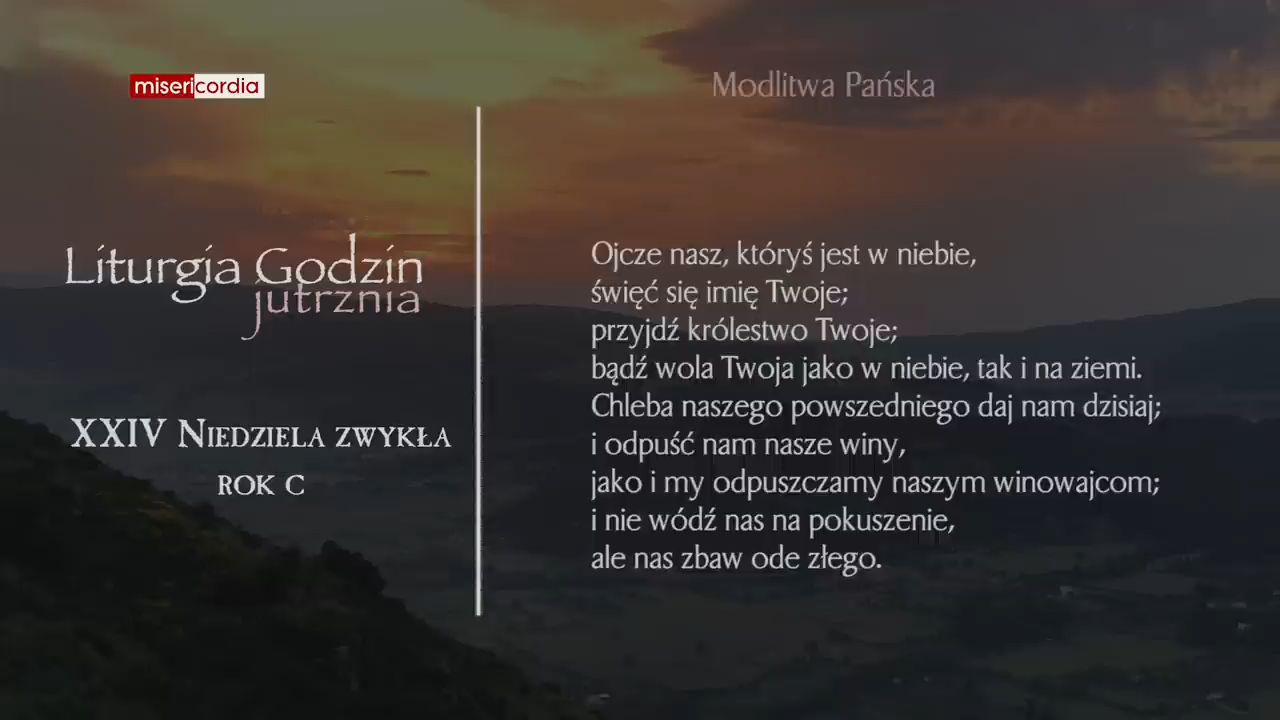 misericordia
Liturgia Godzin
jutrznia
XXIV Niedziela zwykła
rok C
Modlitwa Pańska
Ojcze nasz, któryś jest w niebie,
święć się imię Twoje;
przyjdź królestwo Twoje;
bądź wola Twoja jako w niebie, tak i na ziemi.
Chleba naszego powszedniego daj nam dzisiaj;
i odpuść nam nasze winy,
jako i my odpuszczamy naszym winowajcom;
i nie wódź nas na pokuszenie,
ale nas zbaw ode złego.